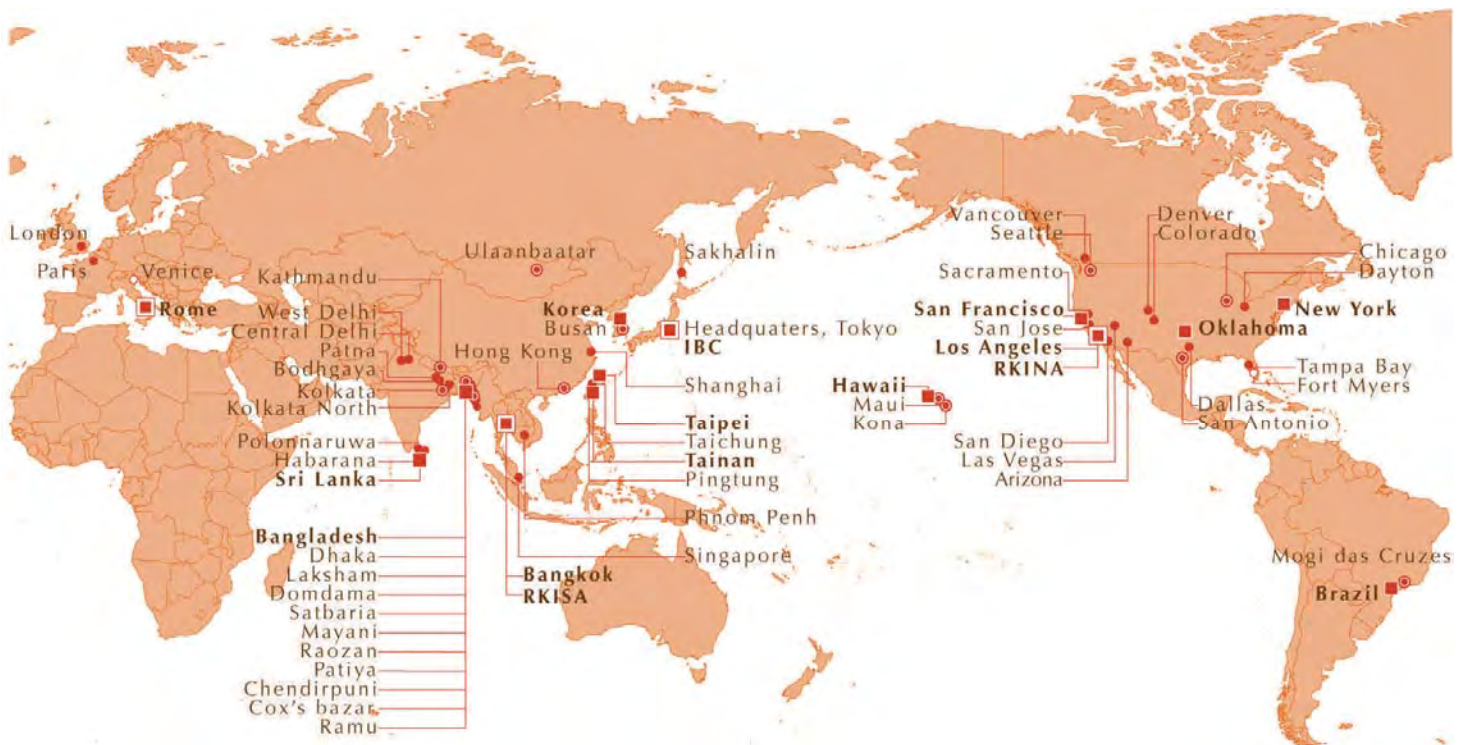 London
Paris
Venice
Rome
Kathmandu
West Delhi
Central Delhi
Patna
Bodhgaya
Kolkata
Kolkata North
Polonnaruwa
Habarana
Sri Lanka
Bangladesh
Dhaka
Laksham
Domdama
Satbaria
Mayani
Raozan
Patiya
Chendirpuni
Cox's bazar
Ramu
Ulaanbaatar
Hong Kong
Korea
Busan
Sakhalin
Headquaters, Tokyo
IBC
Shanghai
Taipei
Taichung
Tainan
Pingtung
Phnom Penh
Singapore
Bangkok
RKISA
Vancouver
Seattle
Sacramento
San Francisco
San Jose
Los Angeles
RKINA
Hawaii
Maui
Kona
San Diego
Las Vegas
Arizona
Denver
Colorado
Chicago
Dayton
New York
Oklahoma
Tampa Bay
Fort Myers
Dallas
San Antonio
Mogi das Cruzes
Brazil